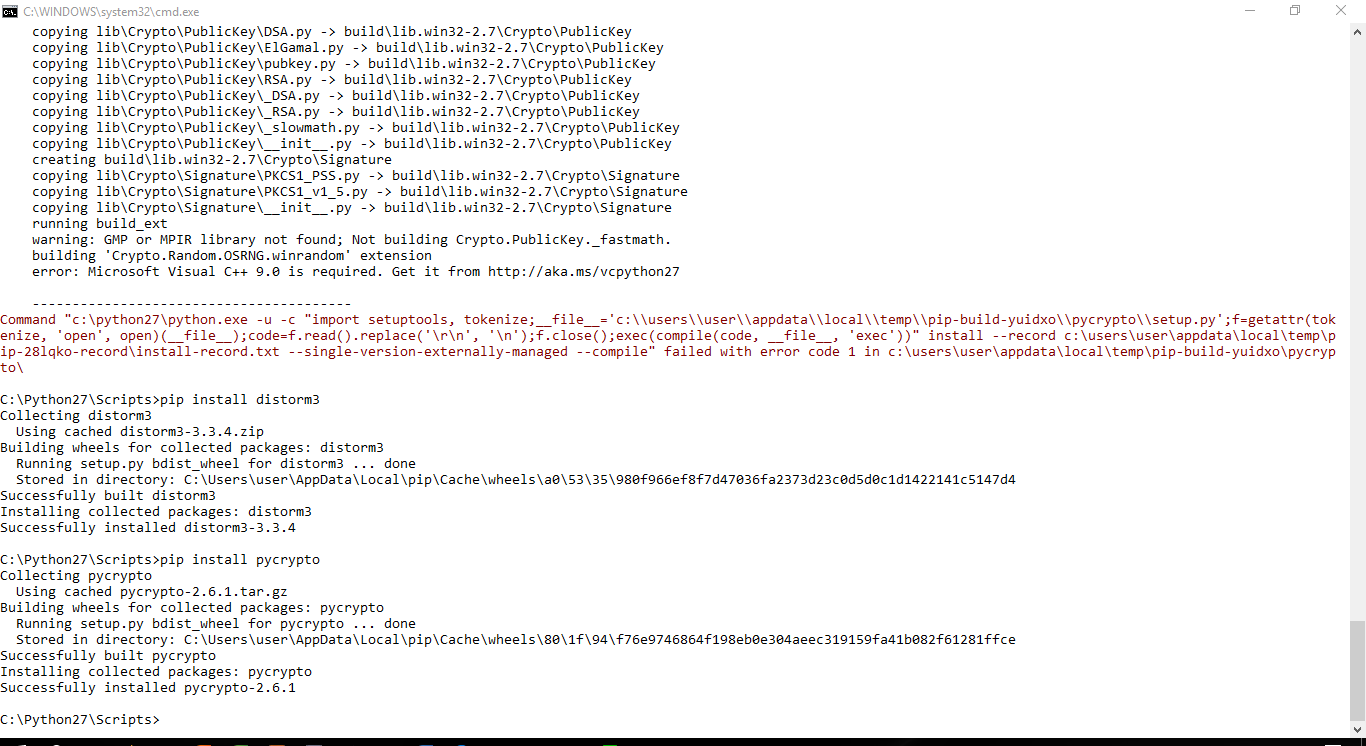 C:\WINDOWS\system32\cmd.exe
copying lib\Crypto\PublicKey\DSA.py -> build\lib.win32-2.7\Crypto\PublicKey
copying lib\Crypto\PublicKey\ElGamal.py -> build\lib.win32-2.7\Crypto\PublicKey
copying lib\Crypto\PublicKey\pubkey.py -> build\lib.win32-2.7\Crypto\PublicKey
copying lib\Crypto\PublicKey\RSA.py -> build\lib.win32-2.7\Crypto\PublicKey
copying lib\Crypto\PublicKey\_DSA.py -> build\lib.win32-2.7\Crypto\PublicKey
copying lib\Crypto\PublicKey\_RSA.py -> build\lib.win32-2.7\Crypto\PublicKey
copying lib\Crypto\PublicKey\_slowmath.py -> build\lib.win32-2.7\Crypto\PublicKey
copying lib\Crypto\PublicKey\__init__.py -> build\lib.win32-2.7\Crypto\PublicKey
creating build\lib.win32-2.7\Crypto\Signature
copying lib\Crypto\Signature\PKCS1_PSS.py -> build\lib.win32-2.7\Crypto\Signature
copying lib\Crypto\Signature\PKCS1_v1_5.py -> build\lib.win32-2.7\Crypto\Signature
copying lib\Crypto\Signature\__init__.py -> build\lib.win32-2.7\Crypto\Signature
running build_ext
warning: GMP or MPIR library not found; Not building Crypto.PublicKey._fastmath.
building 'Crypto.Random.OSRNG.winrandom' extension
error: Microsoft Visual C++ 9.0 is required. Get it from http://aka.ms/vcpython27
----------------------------------------
Command "c:\python27\python.exe -u -c "import setuptools, tokenize;__file__='c:\\users\\user\\appdata\\local\\temp\\pip-build-yuidxo\\pycrypto\\setup.py';f=getattr(tok
enize, 'open', open)(__file__);code=f.read().replace('\r\n', '\n');f.close();exec(compile(code, __file__, 'exec'))" install --record c:\users\user\appdata\local\temp\p
ip-28lqko-record\install-record.txt --single-version-externally-managed --compile" failed with error code 1 in c:\users\user\appdata\local\temp\pip-build-yuidxo\pycryp
to\
C:\Python27\Scripts>pip install distorm3
Collecting distorm3
Using cached distorm3-3.3.4.zip
Building wheels for collected packages: distorm3
Running setup.py bdist_wheel for distorm3 ... done
Stored in directory: C:\Users\user\AppData\Local\pip\Cache\wheels\a0\53\35\980f966ef8f7d47036fa2373d23c0d5d0c1d1422141c5147d4
Successfully built distorm3
Installing collected packages: distorm3
Successfully installed distorm3-3.3.4
C:\Python27\Scripts>pip install pycrypto
Collecting pycrypto
Using cached pycrypto-2.6.1.tar.gz
Building wheels for collected packages: pycrypto
Running setup.py bdist_wheel for pycrypto ... done
Stored in directory: C:\Users\user\AppData\Local\pip\Cache\wheels\80\1f\94\f76e9746864f198eb0e304aeec319159fa41b082f61281ffce
Successfully built pycrypto
Installing collected packages: pycrypto
Successfully installed pycrypto-2.6.1
C:\Python27\Scripts>